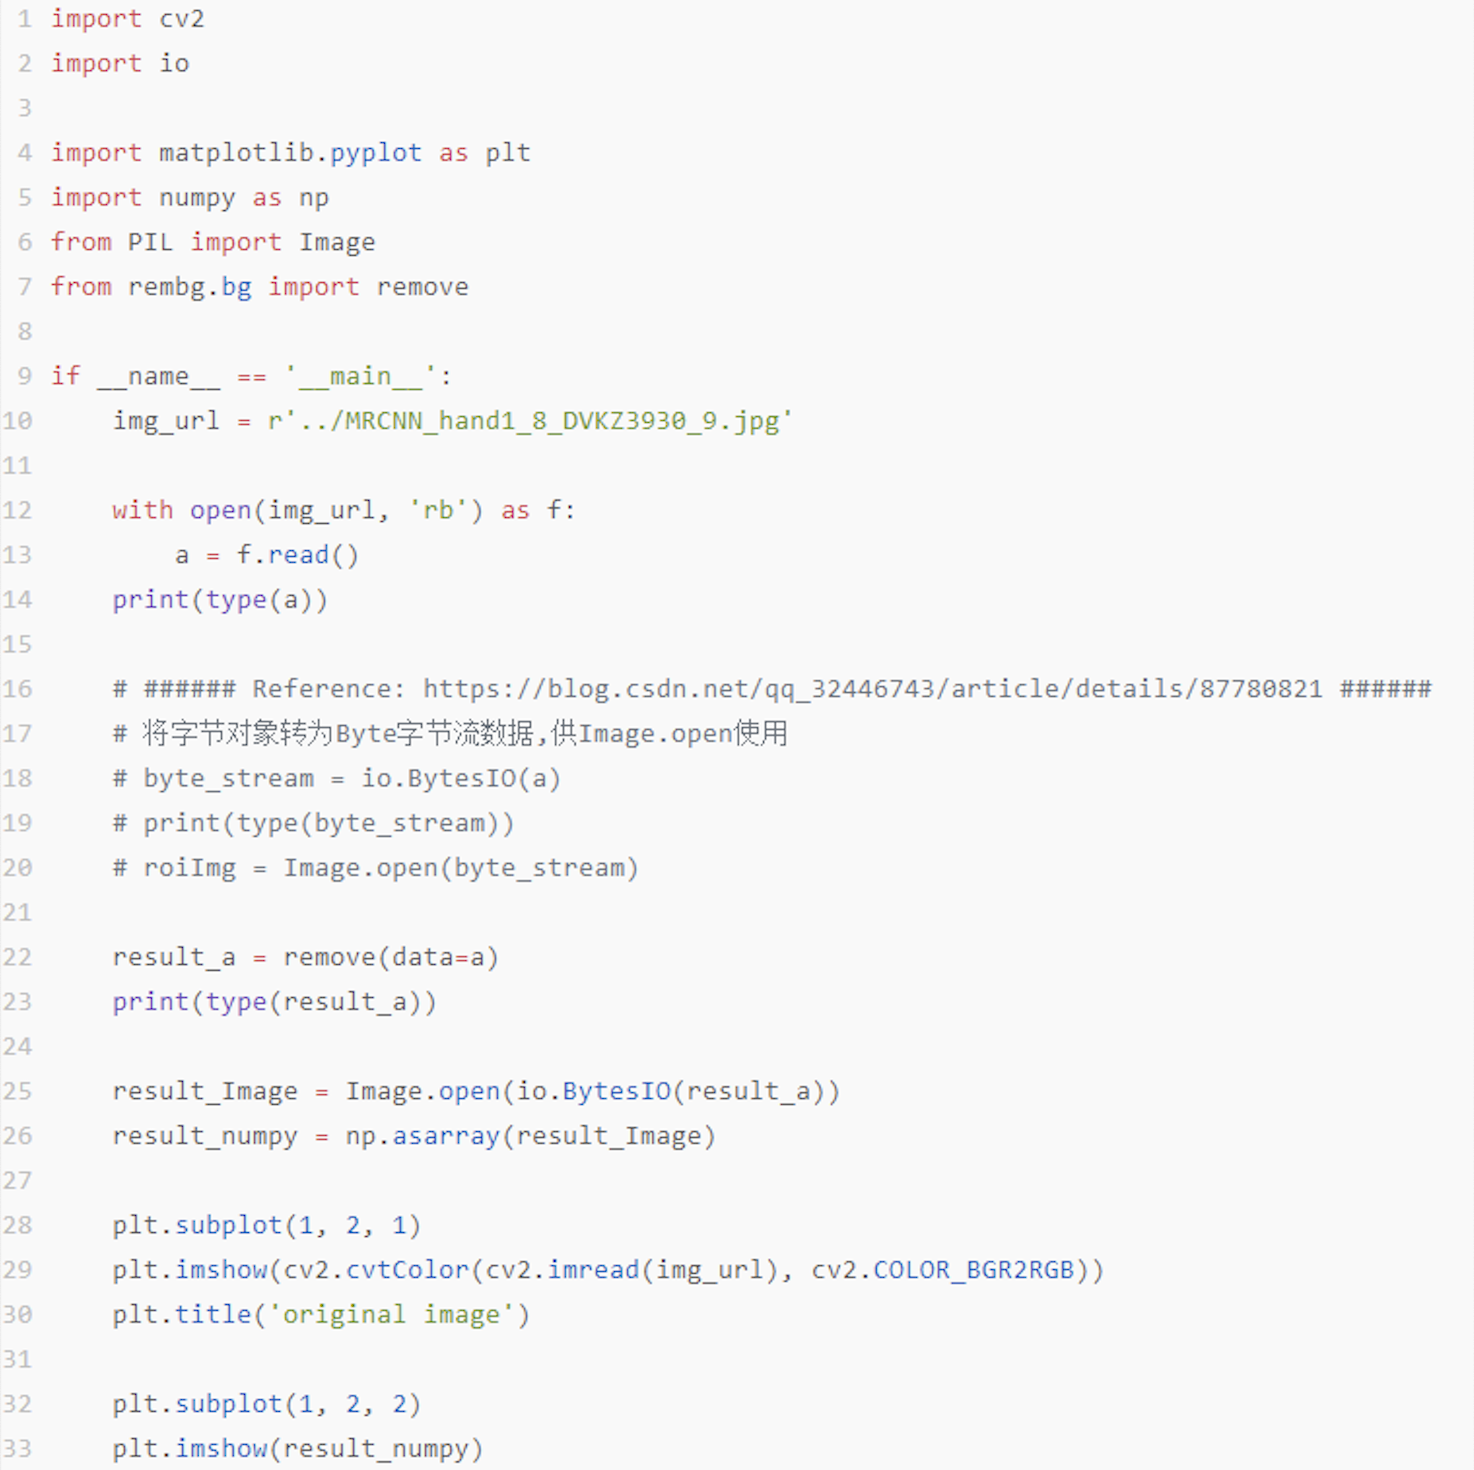 1 import cv2
2 import io
3
4 import matplotlib.pyplot as plt
5 import numpy as np
6 from PIL import Image
7 from rembg.bg import remove
8
9 if __name__ == '__main__':
10     img_url = r'../MRCNN_hand1_8_DVKZ3930_9.jpg'
11
12     with open(img_url, 'rb') as f:
13         a = f.read()
14     print(type(a))
15
16     # ###### Reference: https://blog.csdn.net/qq_32446743/article/details/87780821 ######
17     # 将字节对象转为Byte字节流数据,供Image.open使用
18     # byte_stream = io.BytesIO(a)
19     # print(type(byte_stream))
20     # roiImg = Image.open(byte_stream)
21
22     result_a = remove(data=a)
23     print(type(result_a))
24
25     result_Image = Image.open(io.BytesIO(result_a))
26     result_numpy = np.asarray(result_Image)
27
28     plt.subplot(1, 2, 1)
29     plt.imshow(cv2.cvtColor(cv2.imread(img_url), cv2.COLOR_BGR2RGB))
30     plt.title('original image')
31
32     plt.subplot(1, 2, 2)
33     plt.imshow(result_numpy)